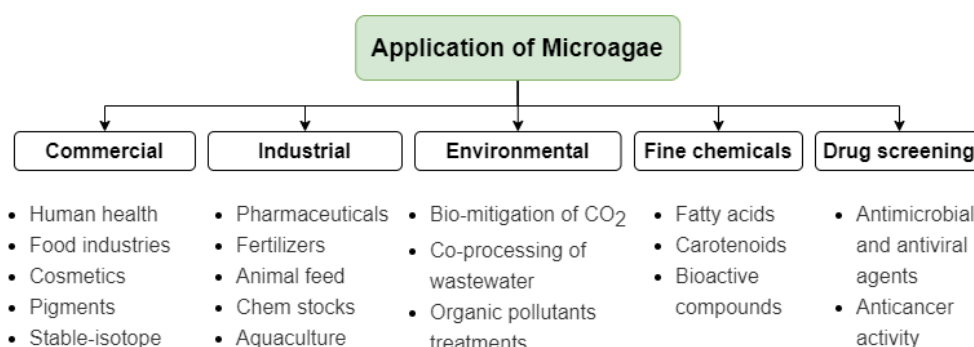 Application of Microagae
Commercial
Industrial
Environmental
Fine chemicals
Drug screening
• Human health
• Food industries
• Cosmetics
• Pigments
• Stable-isotope
• Pharmaceuticals
• Fertilizers
• Animal feed
• Chem stocks
• Aquaculture
• Bio-mitigation of CO₂
• Co-processing of
wastewater
• Organic pollutants
treatments
• Fatty acids
• Carotenoids
• Bioactive
compounds
• Antimicrobial
and antiviral
agents
• Anticancer
activity